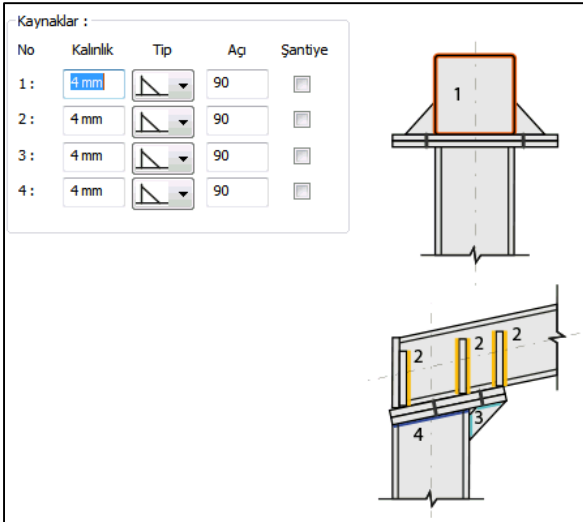 Kaynaklar :
No Kalınlık Tip Açı Şantiye
1 : 4 mm 90
2 : 4 mm 90
3 : 4 mm 90
4 : 4 mm 90
1
2 2 2
3
4